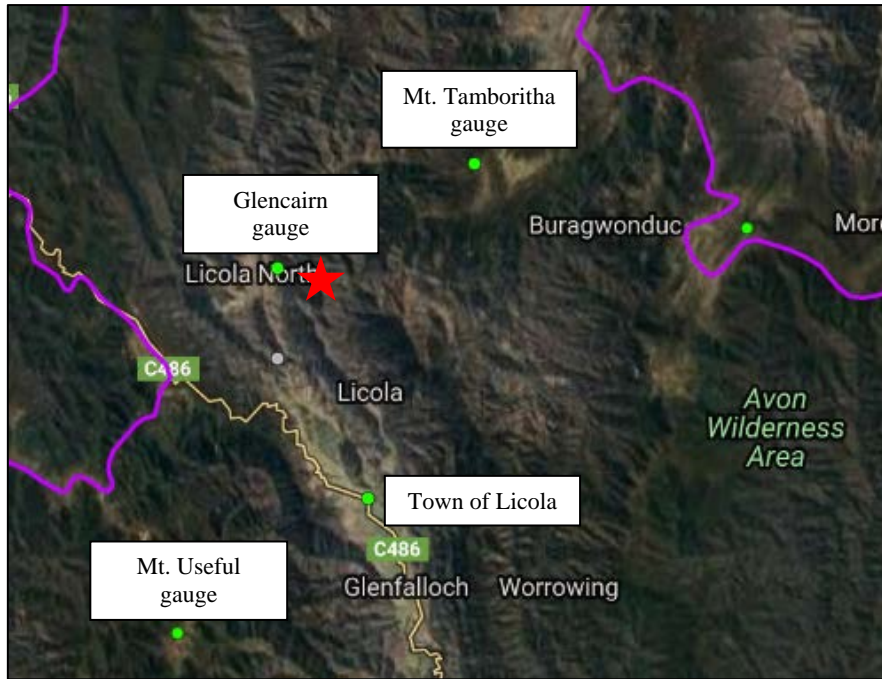 Mt. Tamboritha
gauge
Glencairn
gauge
Buragwonduc
Licola North
C486
Licola
Avon
Wilderness
Area
Town of Licola
C486
Mt. Useful
gauge
Glenfalloch
Worrowing